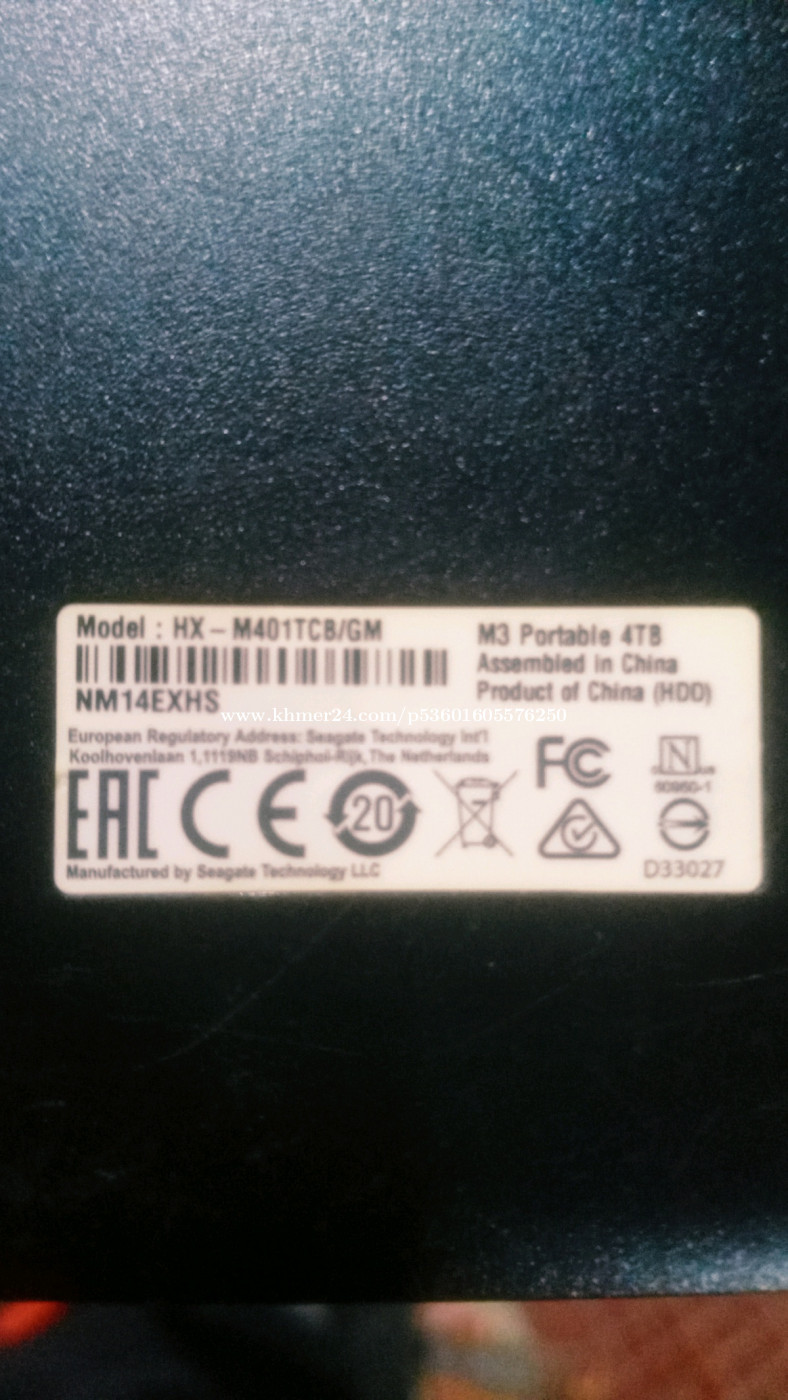 Model : HX – M401TCB/GM
M3 Portable 4TB
Assembled in China
Product of China (HDD)
NM14EXHS
www.khmer24.com/p53601605576250
European Regulatory Address: Seagate Technology Int'l
Koolhovenlaan 1,1119NB Schiphol-Rijk, The Netherlands
FC
N
60950-1
EAC CE 20
Manufactured by Seagate Technology LLC
D33027